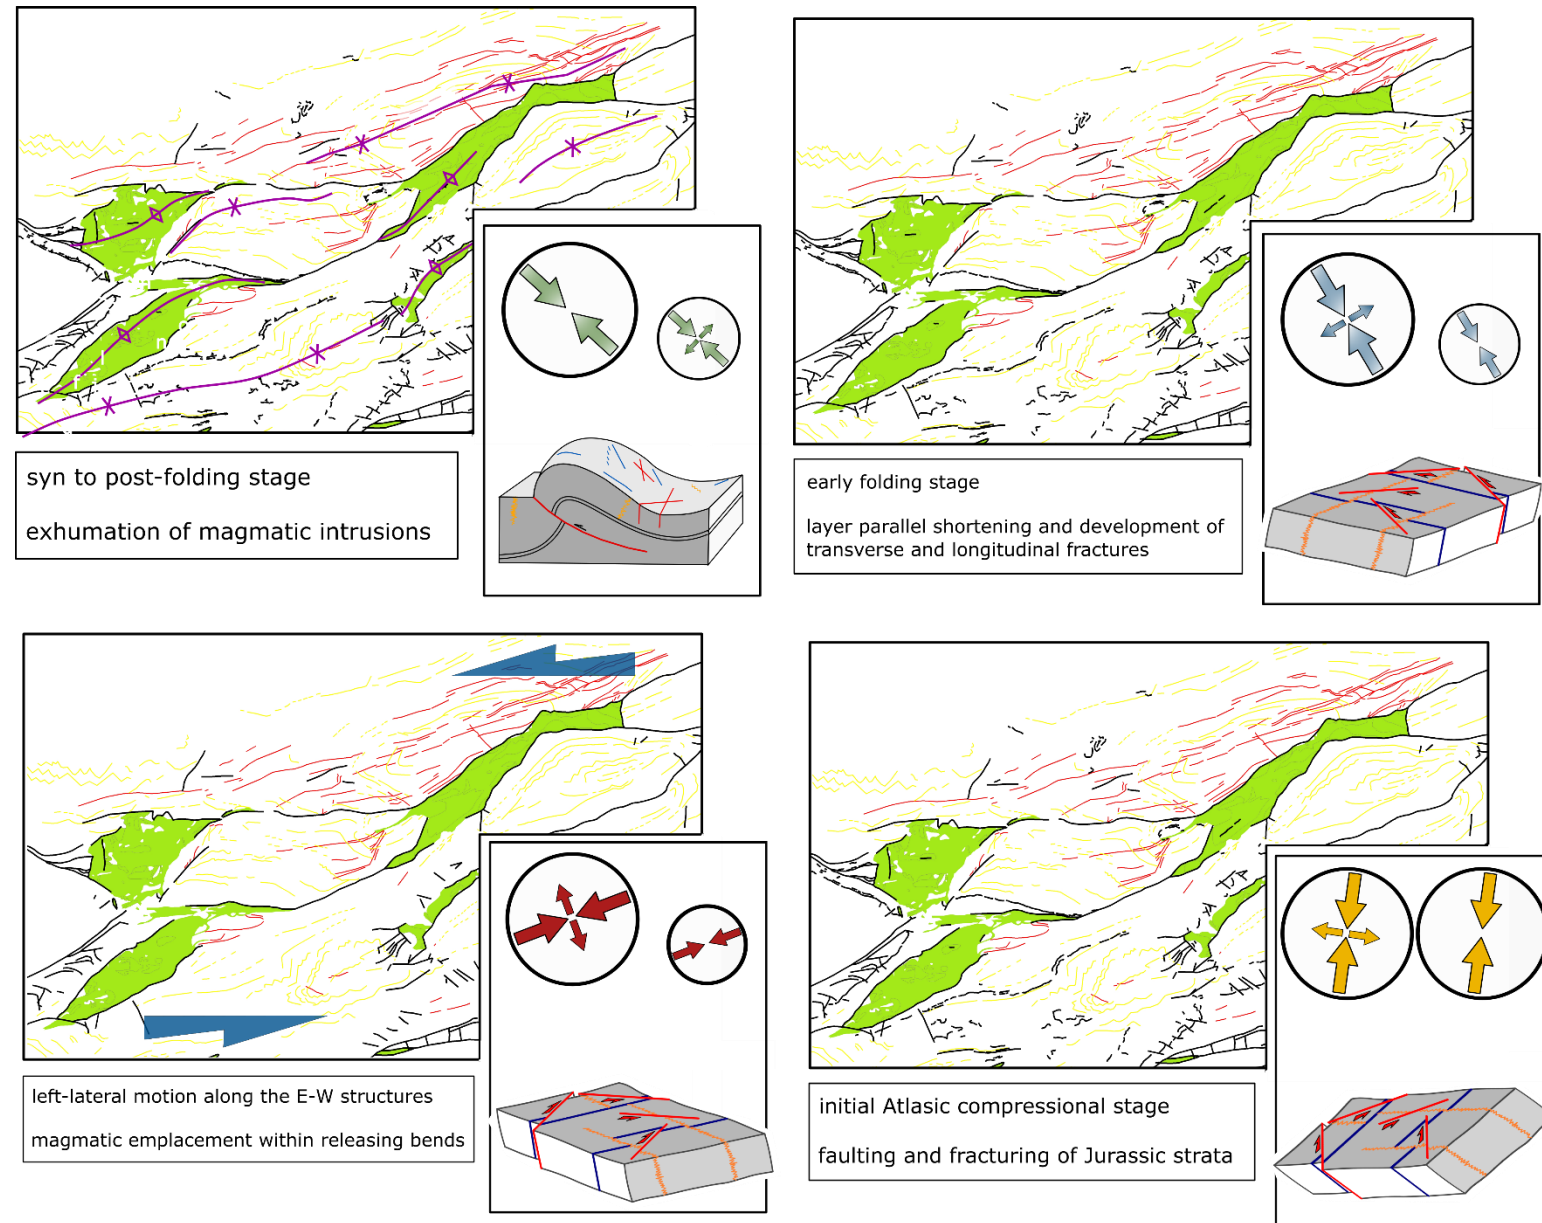 syn to post-folding stage
exhumation of magmatic intrusions
early folding stage
layer parallel shortening and development of
transverse and longitudinal fractures
left-lateral motion along the E-W structures
magmatic emplacement within releasing bends
initial Atlasic compressional stage
faulting and fracturing of Jurassic strata